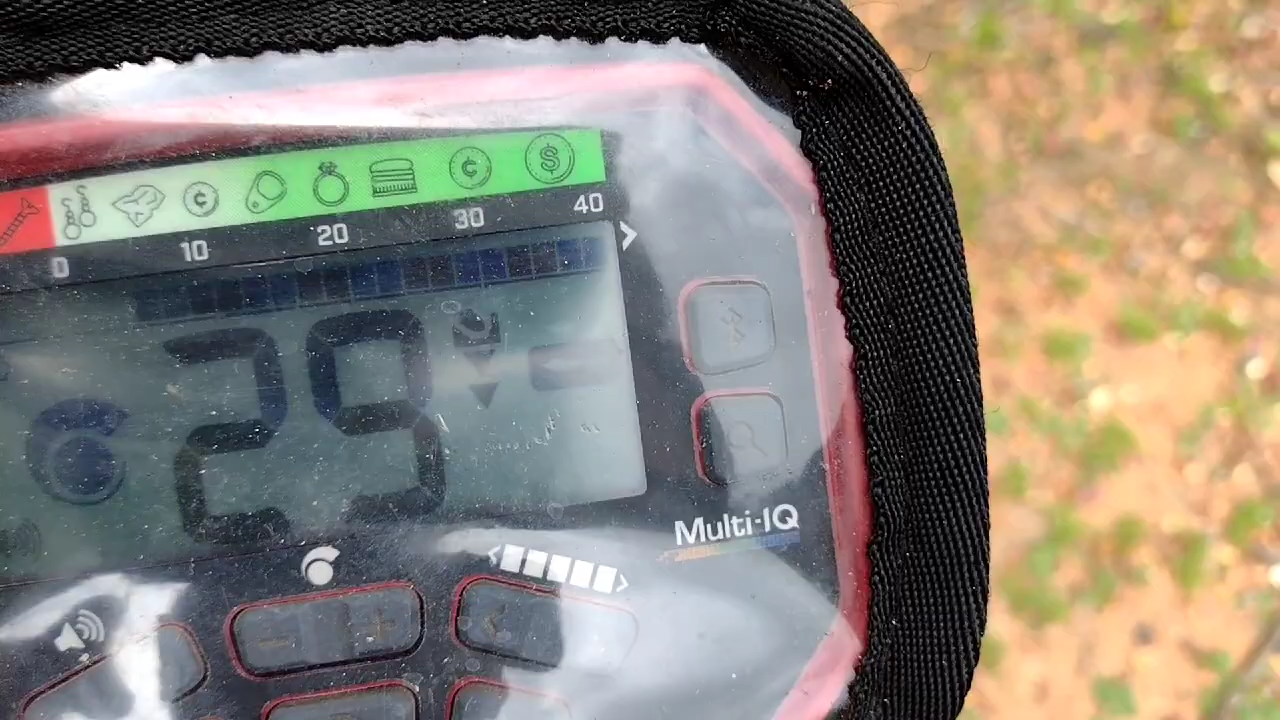 ¢ ¢ $
0 10 20 30 40 >
29
Multi-IQ
< >
- + <